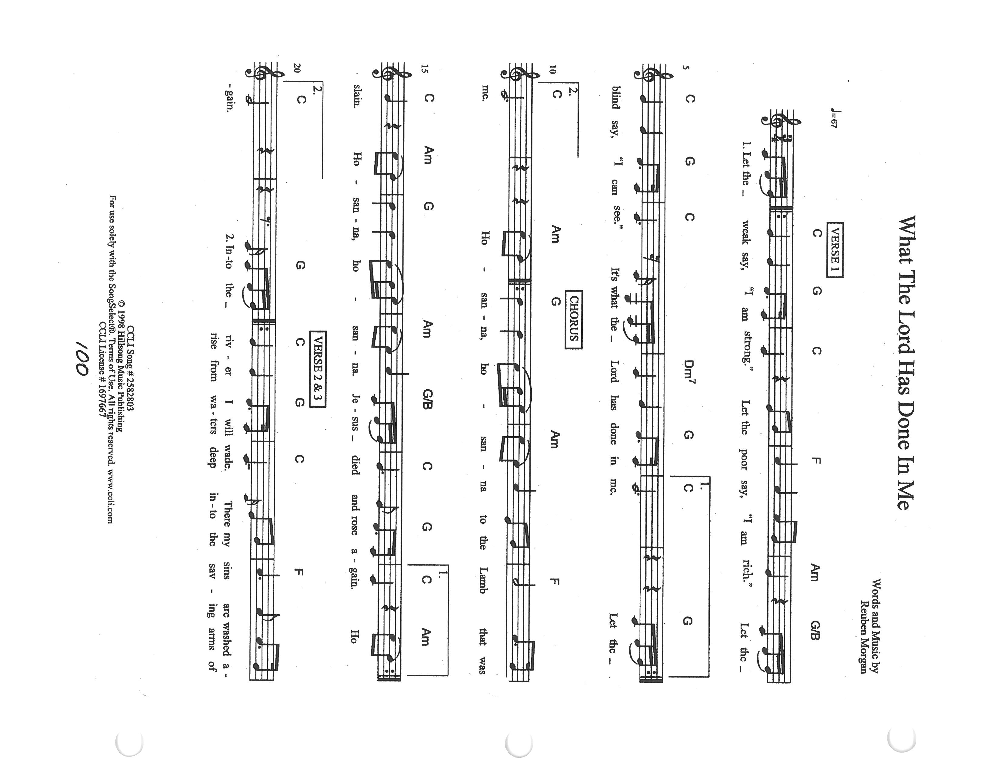 What The Lord Has Done In Me
Words and Music by
Reuben Morgan
♩=67
VERSE 1
C G C F Am G/B
3
4
1. Let the _ weak say, “I am strong.” Let the poor say, “I am rich.” Let the _
1.
5 C G C Dm7 G C G
blind say, “I can see.” It's what the _ Lord has done in me. Let the _
CHORUS
2.
10 C Am G Am F
me. Ho - san - na, ho - san - na to the Lamb that was
1.
15 C Am G Am G/B C G C Am
slain. Ho - san - na, ho - san - na. Je - sus _ died and rose a - gain. Ho
VERSE 2 & 3
2.
20 C G C G C F
- gain. 2. In-to the _ riv - er I will wade. There my sins are washed a -
rise from wa - ters deep in - to the sav - ing arms of
CCLI Song # 2582803
© 1998 Hillsong Music Publishing
For use solely with the SongSelect®. Terms of Use. All rights reserved. www.ccli.com
CCLI License # 1697667
100